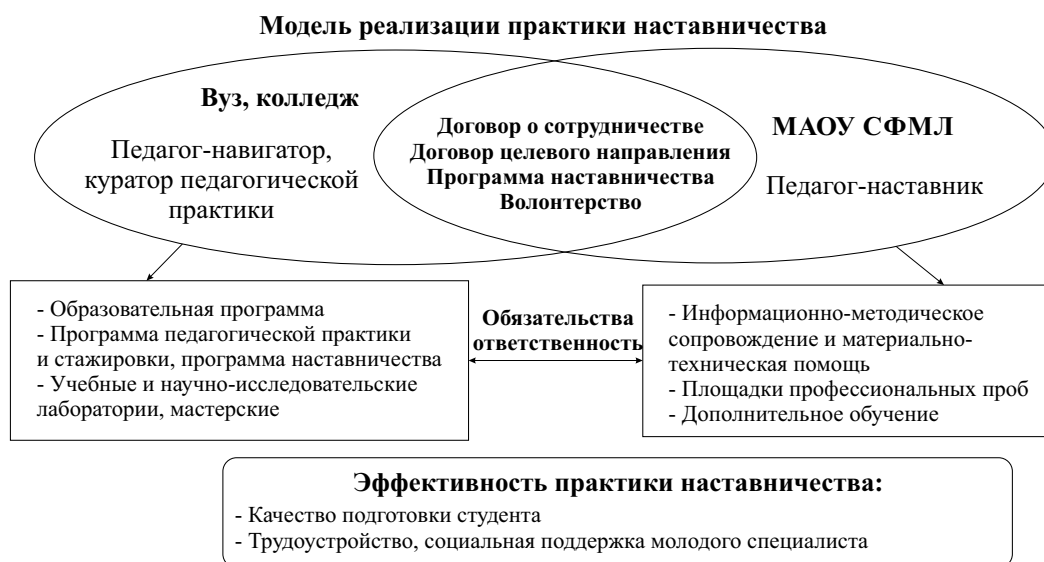 Модель реализации практики наставничества
Вуз, колледж
Педагог-навигатор,
куратор педагогической
практики
Договор о сотрудничестве
Договор целевого направления
Программа наставничества
Волонтерство
МАОУ СФМЛ
Педагог-наставник
- Образовательная программа
- Программа педагогической практики
и стажировки, программа наставничества
- Учебные и научно-исследовательские
лаборатории, мастерские
Обязательства
ответственность
- Информационно-методическое
сопровождение и материально-
техническая помощь
- Площадки профессиональных проб
- Дополнительное обучение
Эффективность практики наставничества:
- Качество подготовки студента
- Трудоустройство, социальная поддержка молодого специалиста